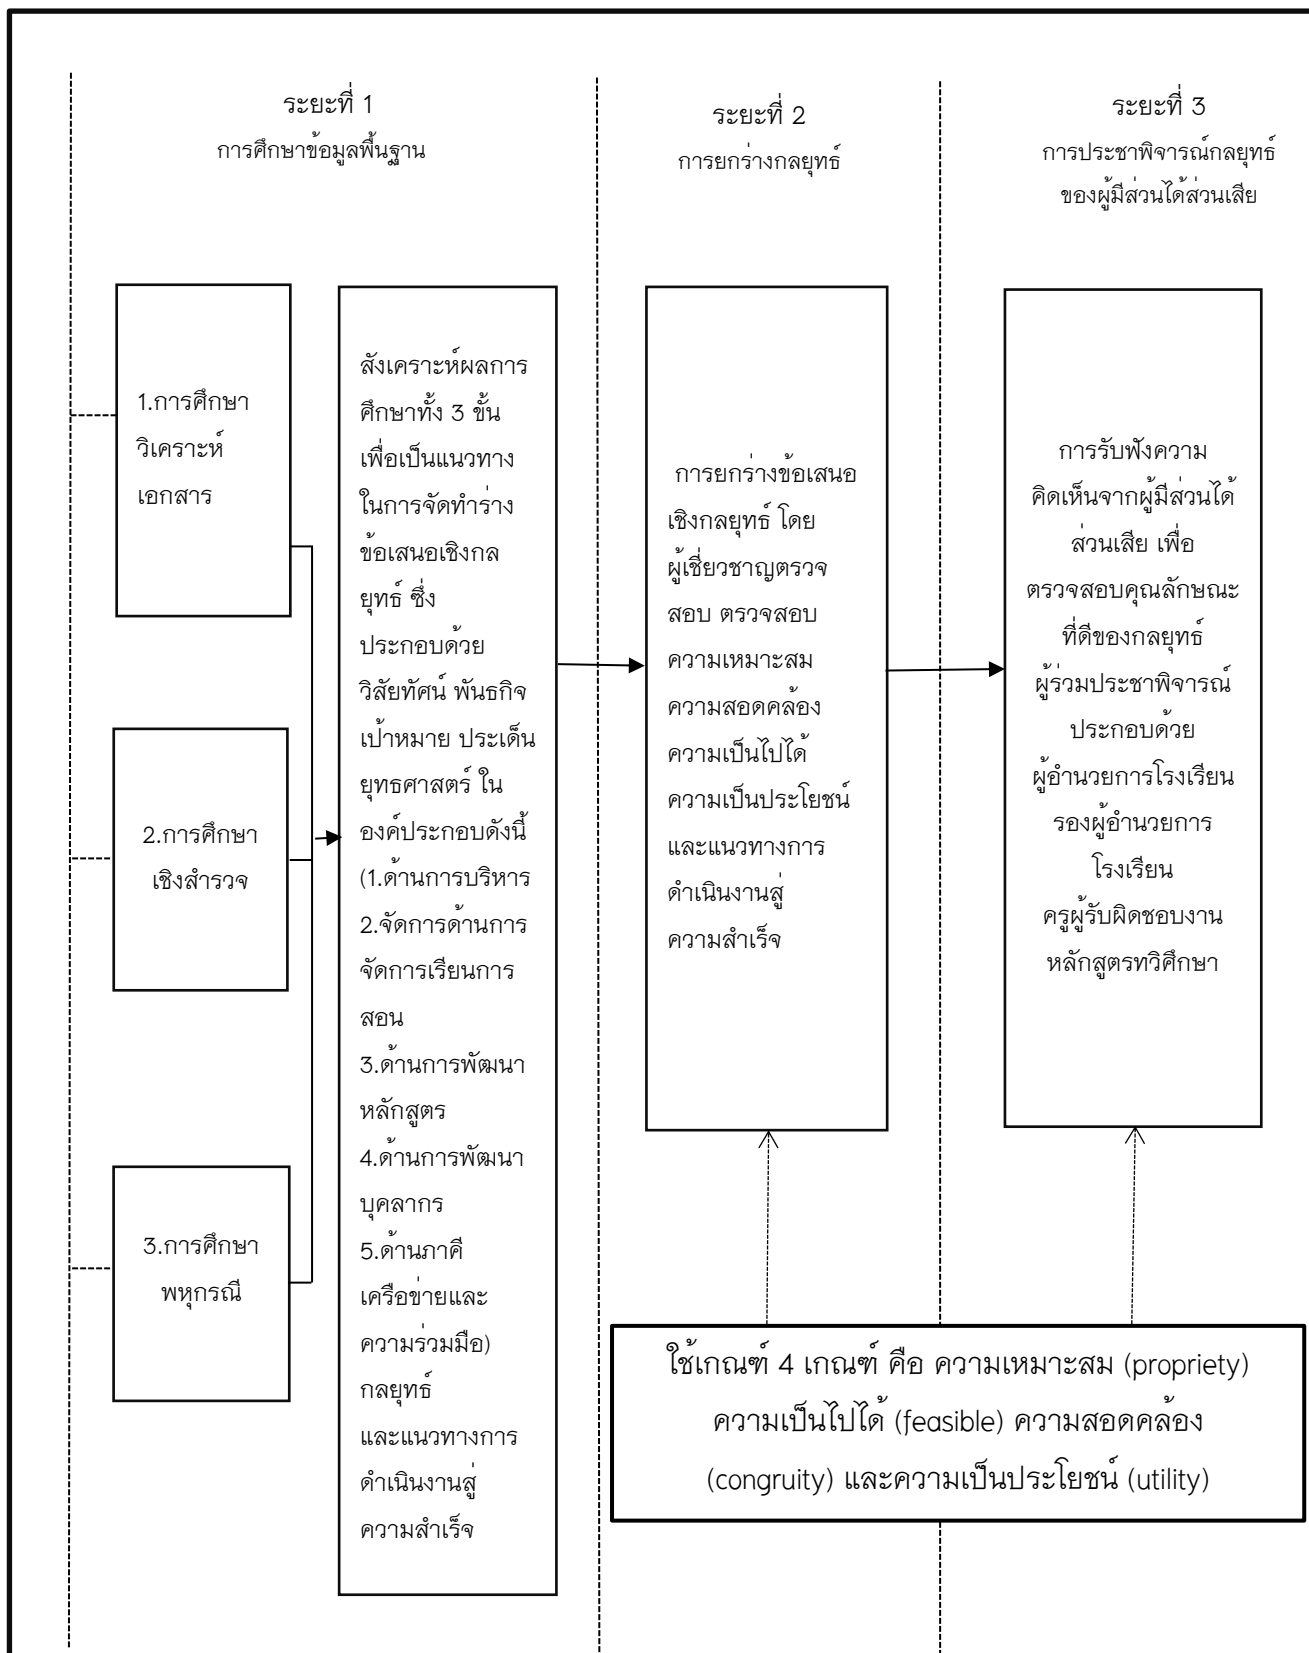 ระยะที่ 1
การศึกษาข้อมูลพื้นฐาน
ระยะที่ 2
การยกร่างกลยุทธ์
ระยะที่ 3
การประชาพิจารณ์กลยุทธ์
ของผู้มีส่วนได้ส่วนเสีย
1.การศึกษา
วิเคราะห์
เอกสาร
2.การศึกษา
เชิงสำรวจ
3.การศึกษา
พหุกรณี
สังเคราะห์ผลการ
ศึกษาทั้ง 3 ขั้น
เพื่อเป็นแนวทาง
ในการจัดทำร่าง
ข้อเสนอเชิงกล
ยุทธ์ ซึ่ง
ประกอบด้วย
วิสัยทัศน์ พันธกิจ
เป้าหมาย ประเด็น
ยุทธศาสตร์ ใน
องค์ประกอบดังนี้
(1.ด้านการบริหาร
2.จัดการด้านการ
จัดการเรียนการ
สอน
3.ด้านการพัฒนา
หลักสูตร
4.ด้านการพัฒนา
บุคลากร
5.ด้านภาคี
เครือข่ายและ
ความร่วมมือ)
กลยุทธ์
และแนวทางการ
ดำเนินงานสู่
ความสำเร็จ
การยกร่างข้อเสนอ
เชิงกลยุทธ์ โดย
ผู้เชี่ยวชาญตรวจ
สอบ ตรวจสอบ
ความเหมาะสม
ความสอดคล้อง
ความเป็นไปได้
ความเป็นประโยชน์
และแนวทางการ
ดำเนินงานสู่
ความสำเร็จ
การรับฟังความ
คิดเห็นจากผู้มีส่วนได้
ส่วนเสีย เพื่อ
ตรวจสอบคุณลักษณะ
ที่ดีของกลยุทธ์
ผู้ร่วมประชาพิจารณ์
ประกอบด้วย
ผู้อำนวยการโรงเรียน
รองผู้อำนวยการ
โรงเรียน
ครูผู้รับผิดชอบงาน
หลักสูตรทวิศึกษา
ใช้เกณฑ์ 4 เกณฑ์ คือ ความเหมาะสม (propriety)
ความเป็นไปได้ (feasible) ความสอดคล้อง
(congruity) และความเป็นประโยชน์ (utility)